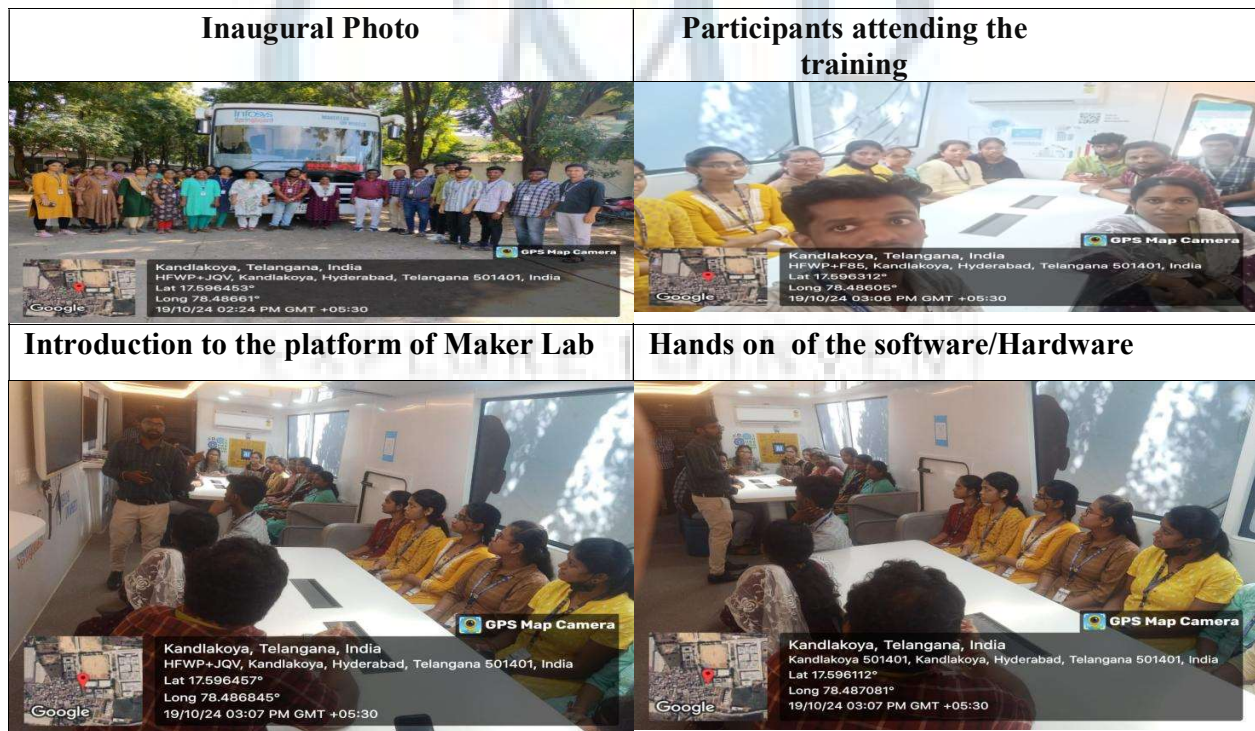 Inaugural Photo
Participants attending the
training
Infosys
Springboard
MAKER LAB
ON WHEELS
GPS Map Camera
Kandlakoya, Telangana, India
HFWP+JQV, Kandlakoya, Hyderabad, Telangana 501401, India
Lat 17.596453°
Long 78.48661°
19/10/24 02:24 PM GMT +05:30
Google
GPS Map Camera
Kandlakoya, Telangana, India
HFWP+F85, Kandlakoya, Hyderabad, Telangana 501401, India
Lat 17.596312°
Long 78.48605°
19/10/24 03:06 PM GMT +05:30
Google
Introduction to the platform of Maker Lab
Hands on of the software/Hardware
GPS Map Camera
Kandlakoya, Telangana, India
HFWP+JQV, Kandlakoya, Hyderabad, Telangana 501401, India
Lat 17.596457°
Long 78.486845°
19/10/24 03:07 PM GMT +05:30
Google
GPS Map Camera
Kandlakoya, Telangana, India
Kandlakoya 501401, Kandlakoya, Hyderabad, Telangana 501401, India
Lat 17.596112°
Long 78.487081°
19/10/24 03:07 PM GMT +05:30
Google